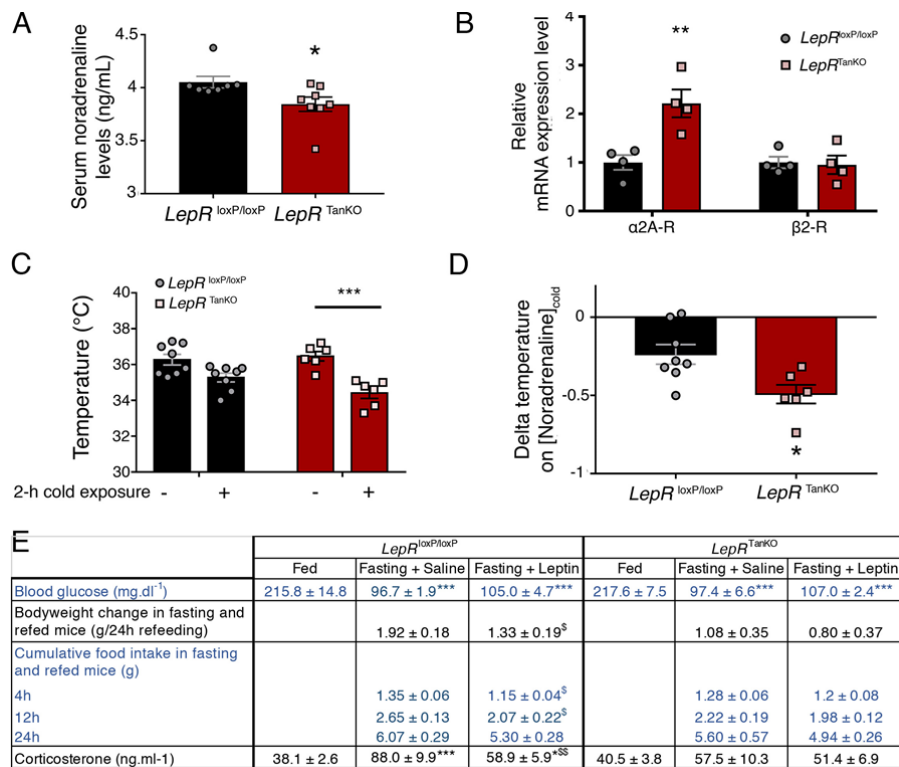 A
Serum noradrenaline
levels (ng/mL)
4.5
4
3.5
3
*
LepR loxP/loxP
LepR TanKO
B
Relative
mRNA expression level
4
3
2
1
0
**
LepR loxP/loxP
LepR TanKO
α2A-R
β2-R
C
LepR loxP/loxP
LepR TanKO
Temperature (°C)
40
38
36
34
32
30
***
2-h cold exposure - + - +
D
Delta temperature
on [Noradrenaline]cold
0
-0.5
-1
*
LepR loxP/loxP
LepR TanKO
E
LepR loxP/loxP LepR TanKO
Fed Fasting + Saline Fasting + Leptin Fed Fasting + Saline Fasting + Leptin
Blood glucose (mg.dl-1) 215.8 ± 14.8 96.7 ± 1.9*** 105.0 ± 4.7*** 217.6 ± 7.5 97.4 ± 6.6*** 107.0 ± 2.4***
Bodyweight change in fasting and
refed mice (g/24h refeeding) 1.92 ± 0.18 1.33 ± 0.19$ 1.08 ± 0.35 0.80 ± 0.37
Cumulative food intake in fasting
and refed mice (g)
4h 1.35 ± 0.06 1.15 ± 0.04$ 1.28 ± 0.06 1.2 ± 0.08
12h 2.65 ± 0.13 2.07 ± 0.22$ 2.22 ± 0.19 1.98 ± 0.12
24h 6.07 ± 0.29 5.30 ± 0.28 5.60 ± 0.57 4.94 ± 0.26
Corticosterone (ng.ml-1) 38.1 ± 2.6 88.0 ± 9.9*** 58.9 ± 5.9*$$ 40.5 ± 3.8 57.5 ± 10.3 51.4 ± 6.9